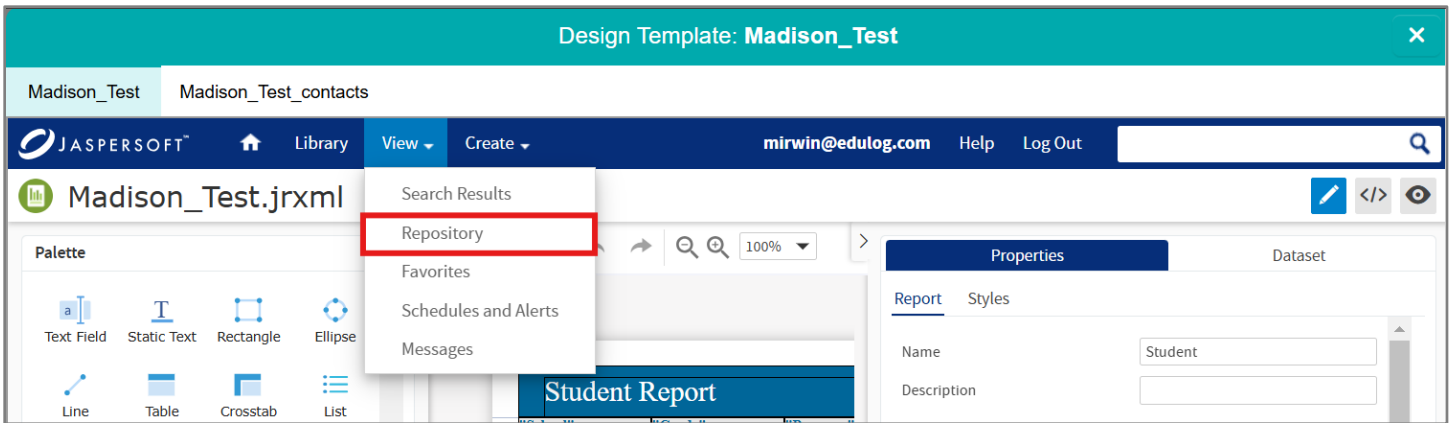 Design Template: Madison_Test
Madison_Test Madison_Test_contacts
JASPERSOFT™ Library View Create mirwin@edulog.com Help Log Out
Madison_Test.jrxml
Search Results
Repository
Favorites
Schedules and Alerts
Messages
Palette
a
T
Text Field Static Text Rectangle Ellipse
Line Table Crosstab List
100%
Student Report
Properties Dataset
Report Styles
Name Student
Description